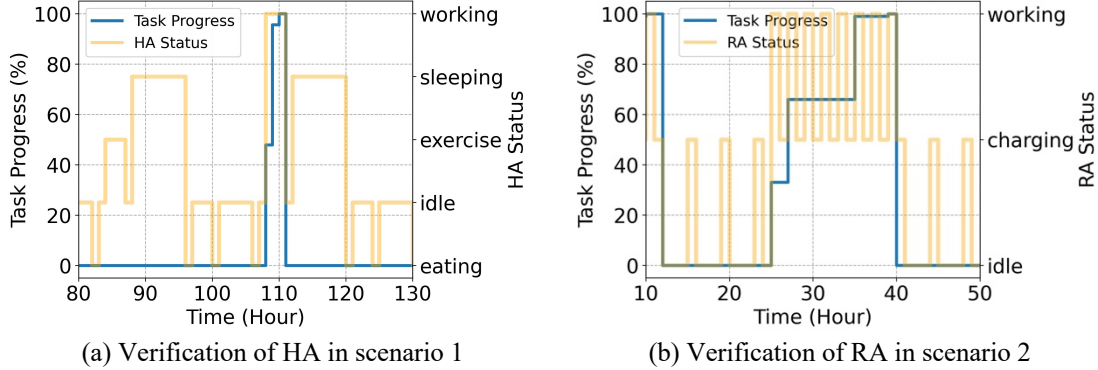 Task Progress (%)
100
80
60
40
20
0
Task Progress
HA Status
working
sleeping
exercise
idle
eating
HA Status
80 90 100 110 120 130
Time (Hour)
(a) Verification of HA in scenario 1
Task Progress (%)
100
80
60
40
20
0
Task Progress
RA Status
working
charging
idle
RA Status
10 20 30 40 50
Time (Hour)
(b) Verification of RA in scenario 2